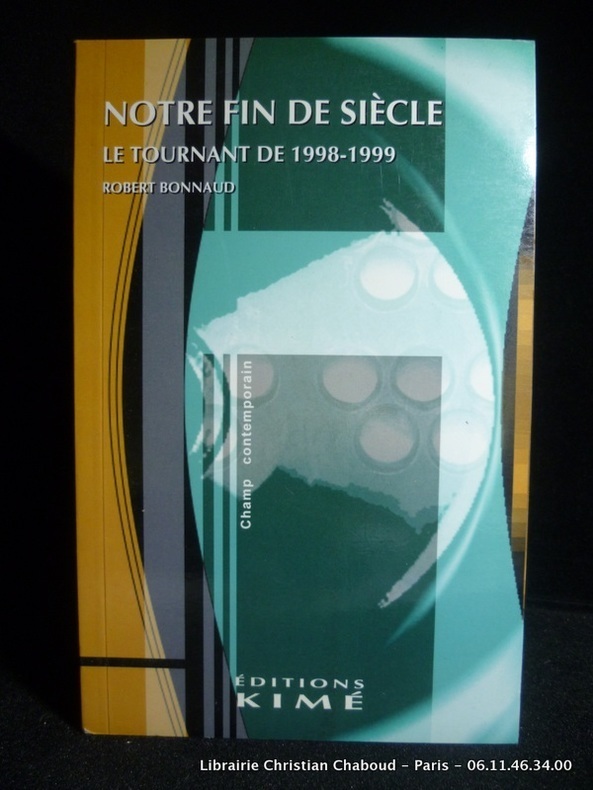 NOTRE FIN DE SIÈCLE
LE TOURNANT DE 1998-1999
ROBERT BONNAUD
Champ contemporain
ÉDITIONS
KIMÉ
Librairie Christian Chaboud - Paris - 06.11.46.34.00